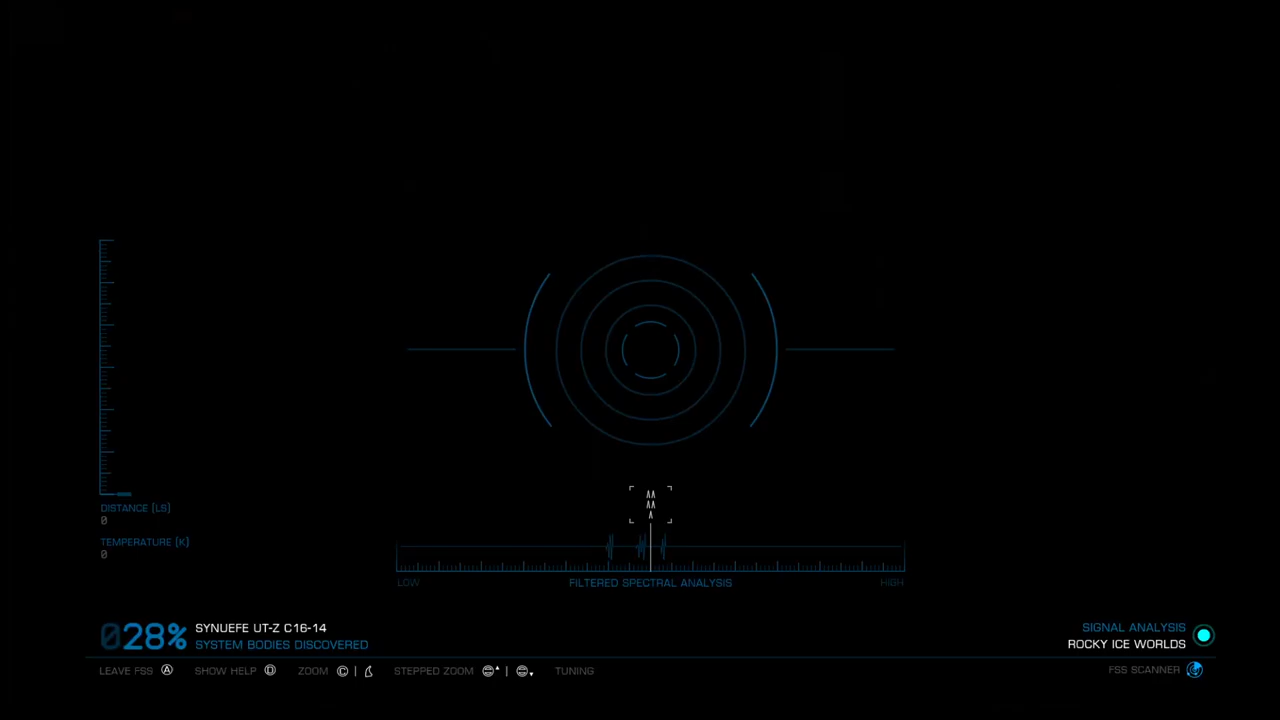 DISTANCE [LS]
0
TEMPERATURE [K]
0
LOW
FILTERED SPECTRAL ANALYSIS
HIGH
028%
SYNUEFE UT-Z C16-14
SYSTEM BODIES DISCOVERED
SIGNAL ANALYSIS
ROCKY ICE WORLDS
LEAVE FSS A
SHOW HELP D
ZOOM C |
STEPPED ZOOM |
TUNING
FSS SCANNER